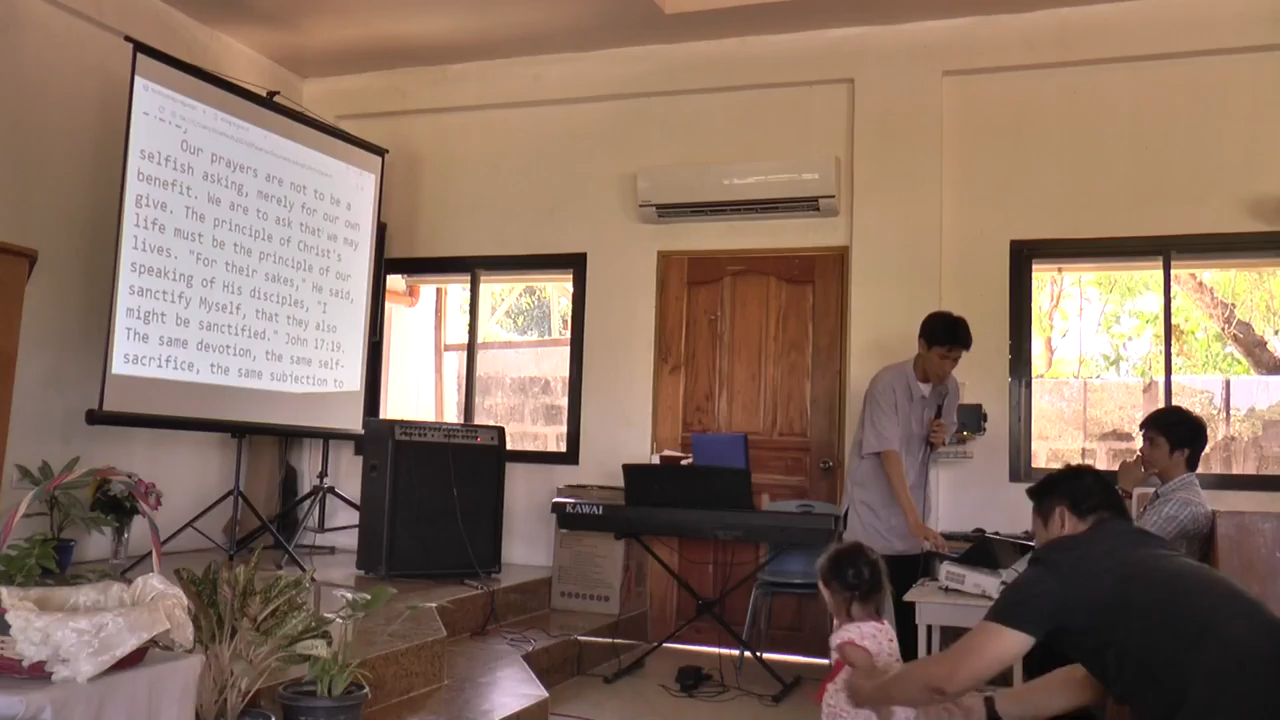 Our prayers are not to be a
selfish asking, merely for our own
benefit. We are to ask that we may
give. The principle of Christ's
life must be the principle of our
lives. "For their sakes," He said,
speaking of His disciples, "I
sanctify Myself, that they also
might be sanctified." John 17:19.
The same devotion, the same self-
sacrifice, the same subjection to
KAWAI